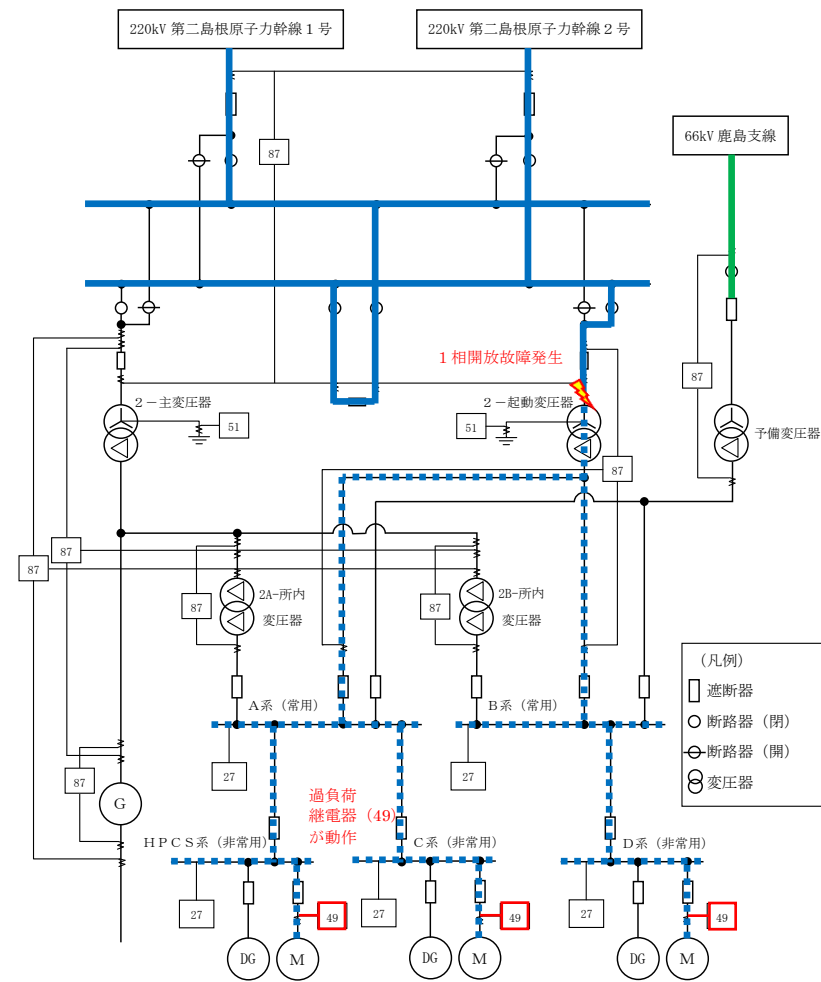 220kV 第二島根原子力幹線1号
220kV 第二島根原子力幹線2号
66kV 鹿島支線
87
1相開放故障発生
87
2-主変圧器
2-起動変圧器
51
51
予備変圧器
87
87
87
2A-所内
変圧器
87
2B-所内
変圧器
87
(凡例)
遮断器
断路器(閉)
断路器(開)
変圧器
A系(常用)
B系(常用)
27
27
87
G
過負荷
継電器(49)
が動作
HPCS系(非常用)
C系(非常用)
D系(非常用)
27
49
27
49
27
49
DG
M
DG
M
DG
M